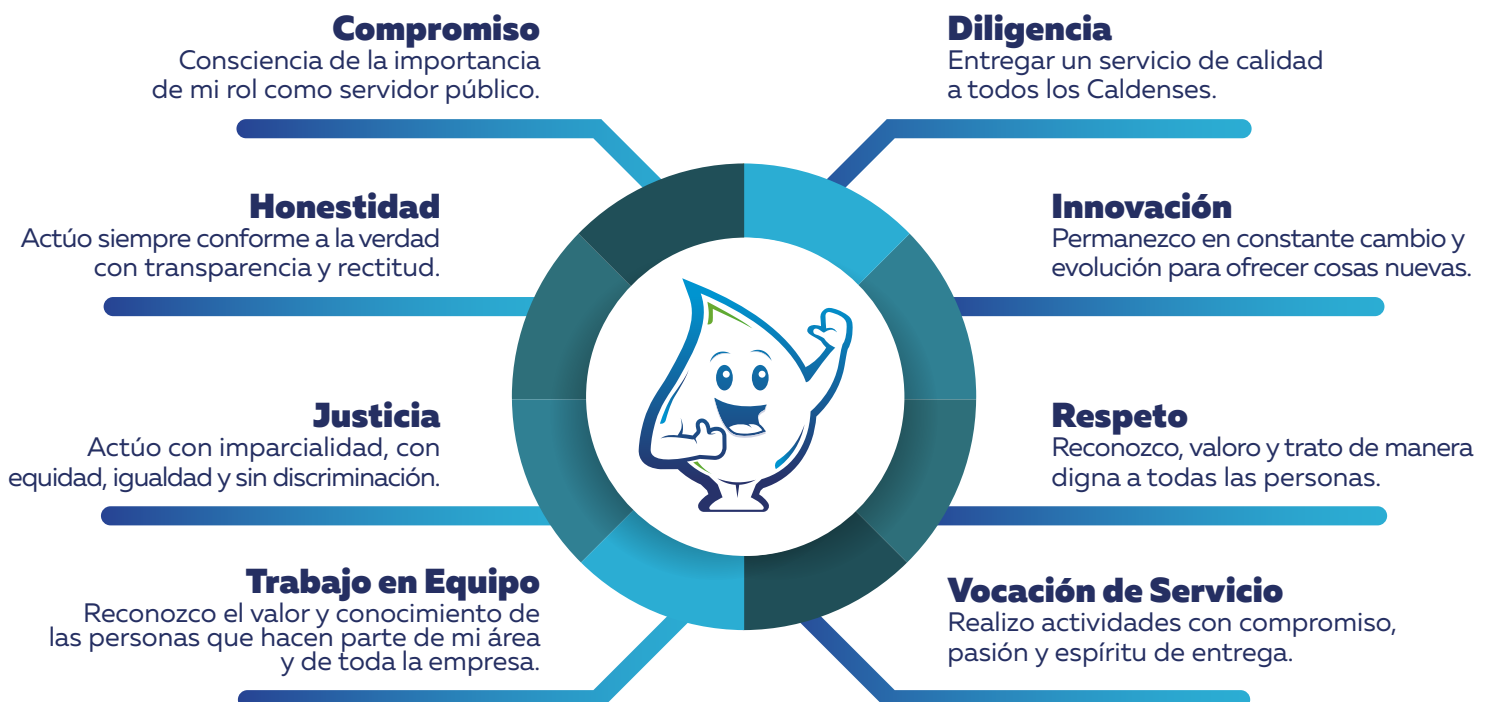 Compromiso
Consciencia de la importancia
de mi rol como servidor público.
Diligencia
Entregar un servicio de calidad
a todos los Caldenses.
Honestidad
Actúo siempre conforme a la verdad
con transparencia y rectitud.
Innovación
Permanezco en constante cambio y
evolución para ofrecer cosas nuevas.
Justicia
Actúo con imparcialidad, con
equidad, igualdad y sin discriminación.
Respeto
Reconozco, valoro y trato de manera
digna a todas las personas.
Trabajo en Equipo
Reconozco el valor y conocimiento de
las personas que hacen parte de mi área
y de toda la empresa.
Vocación de Servicio
Realizo actividades con compromiso,
pasión y espíritu de entrega.